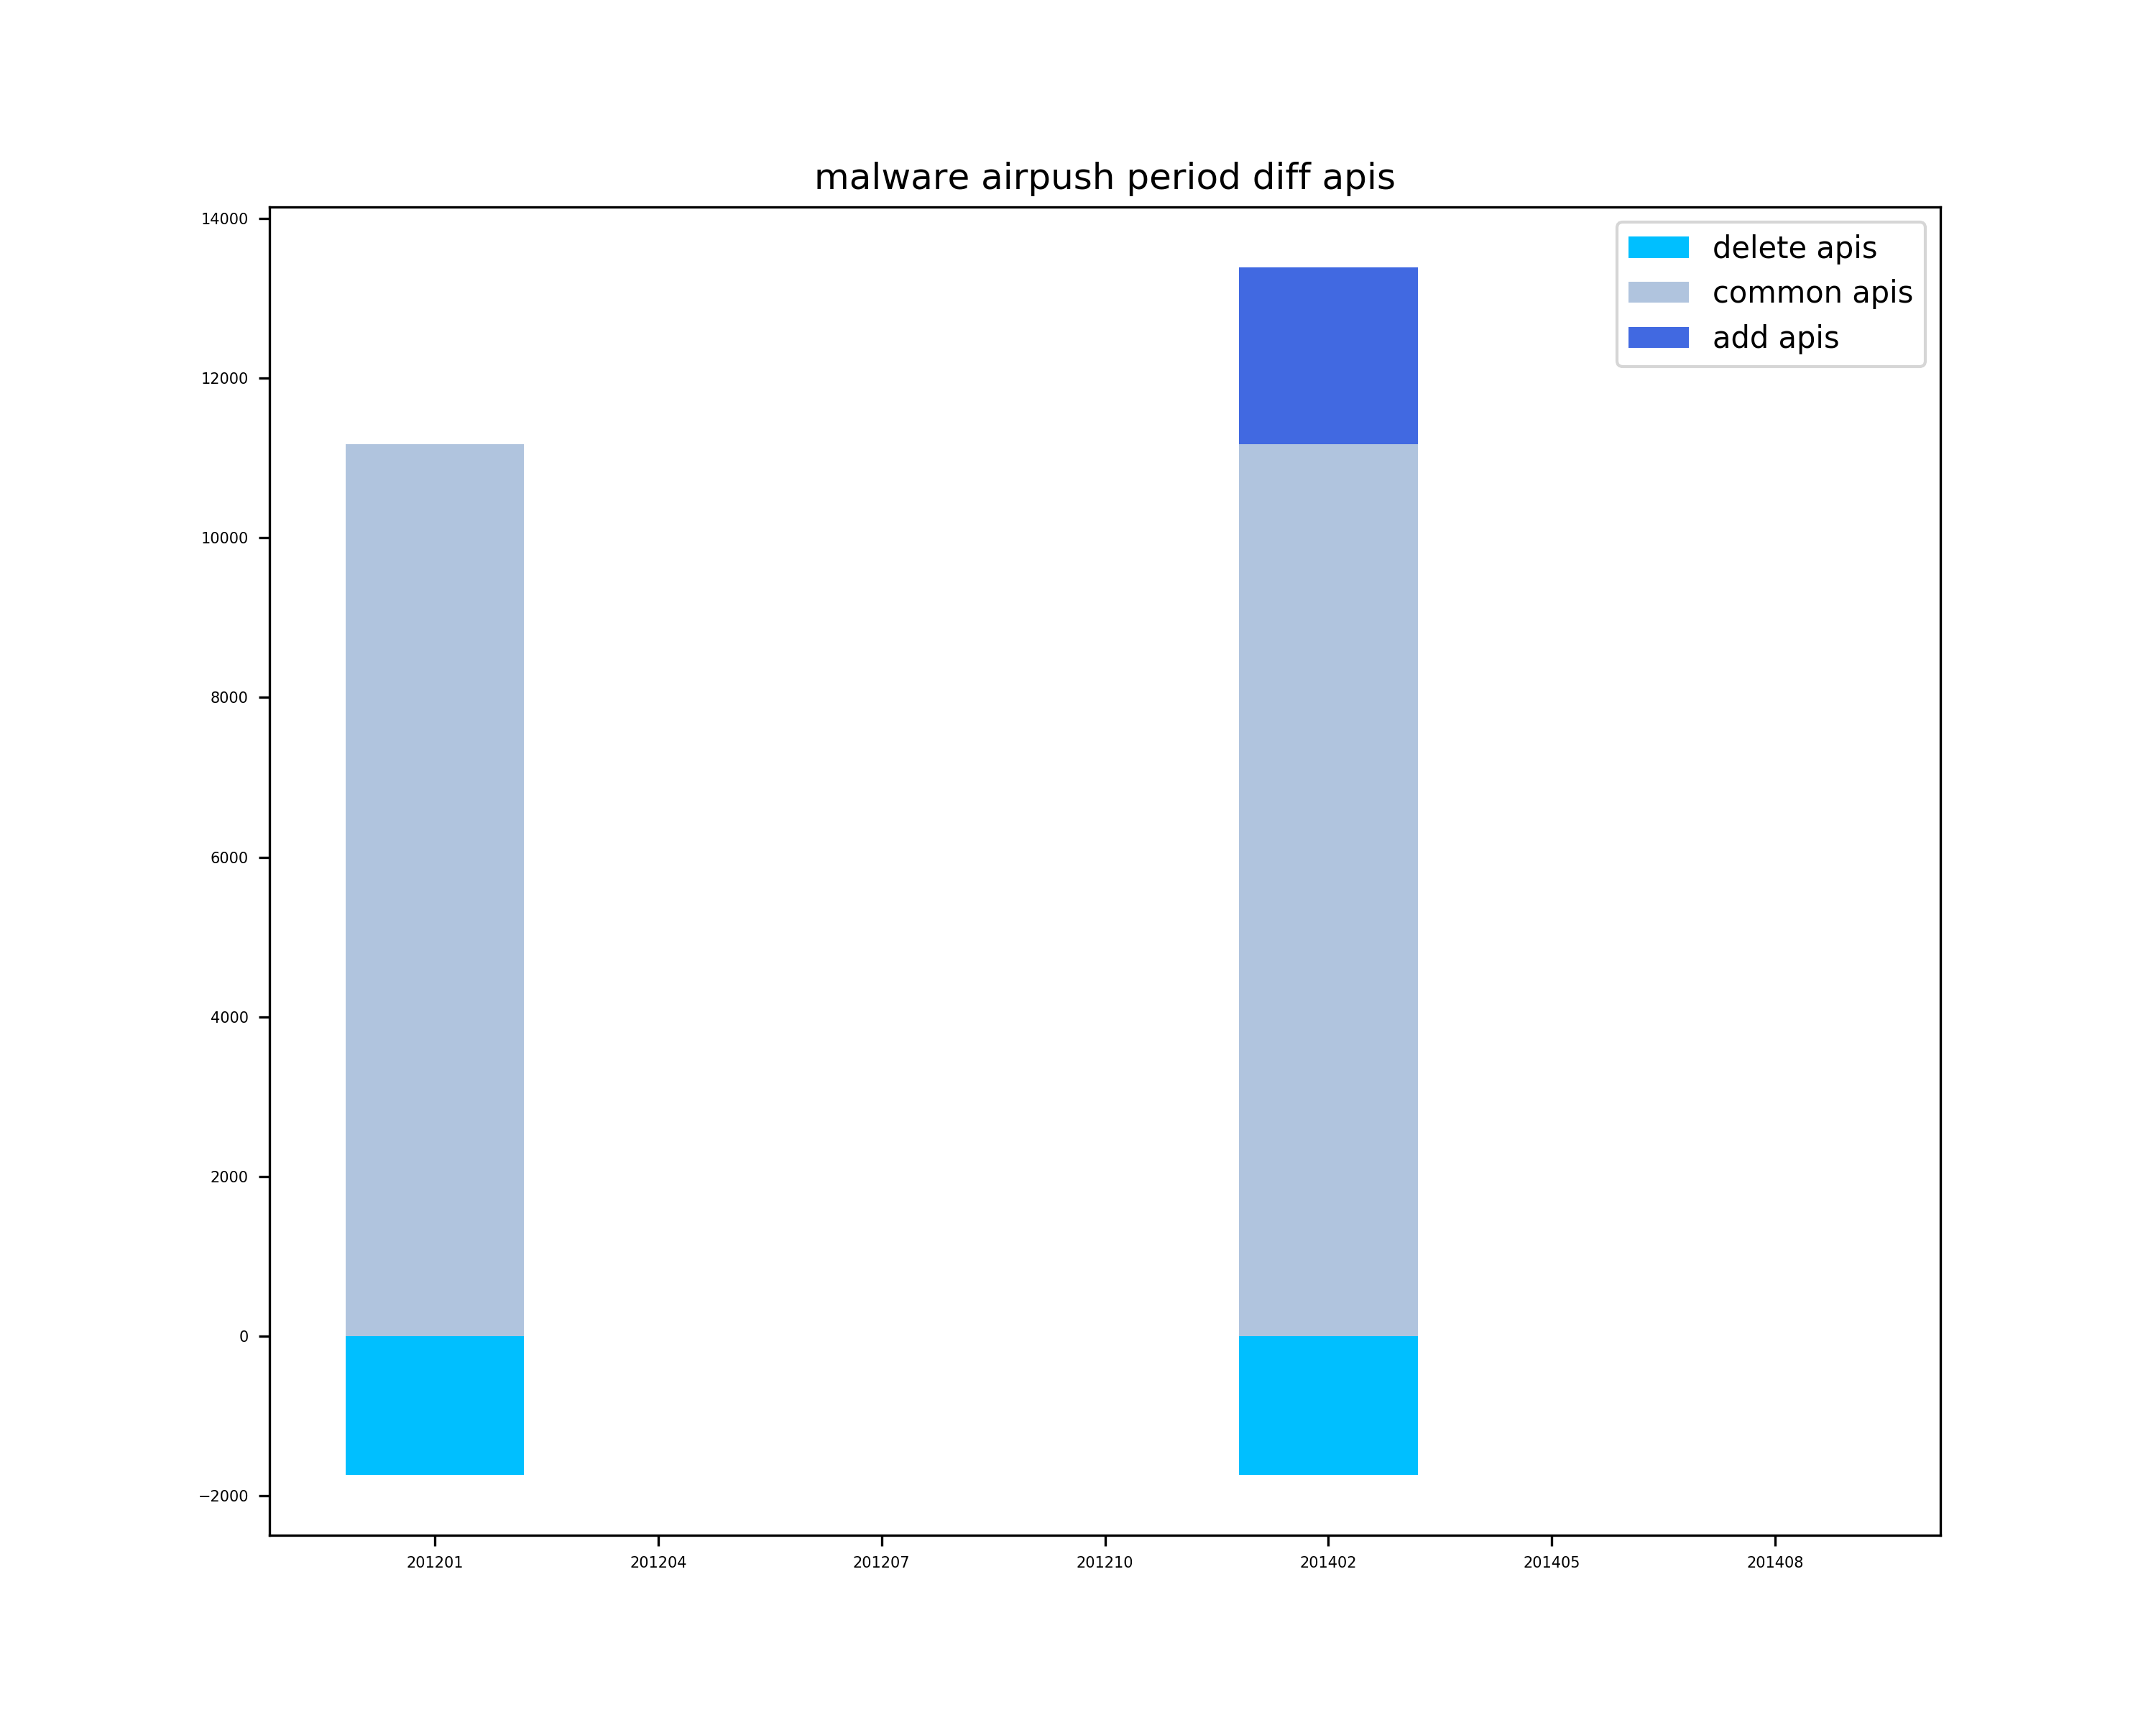 malware airpush period diff apis
delete apis
common apis
add apis
14000
12000
10000
8000
6000
4000
2000
0
−2000
201201 201204 201207 201210 201402 201405 201408